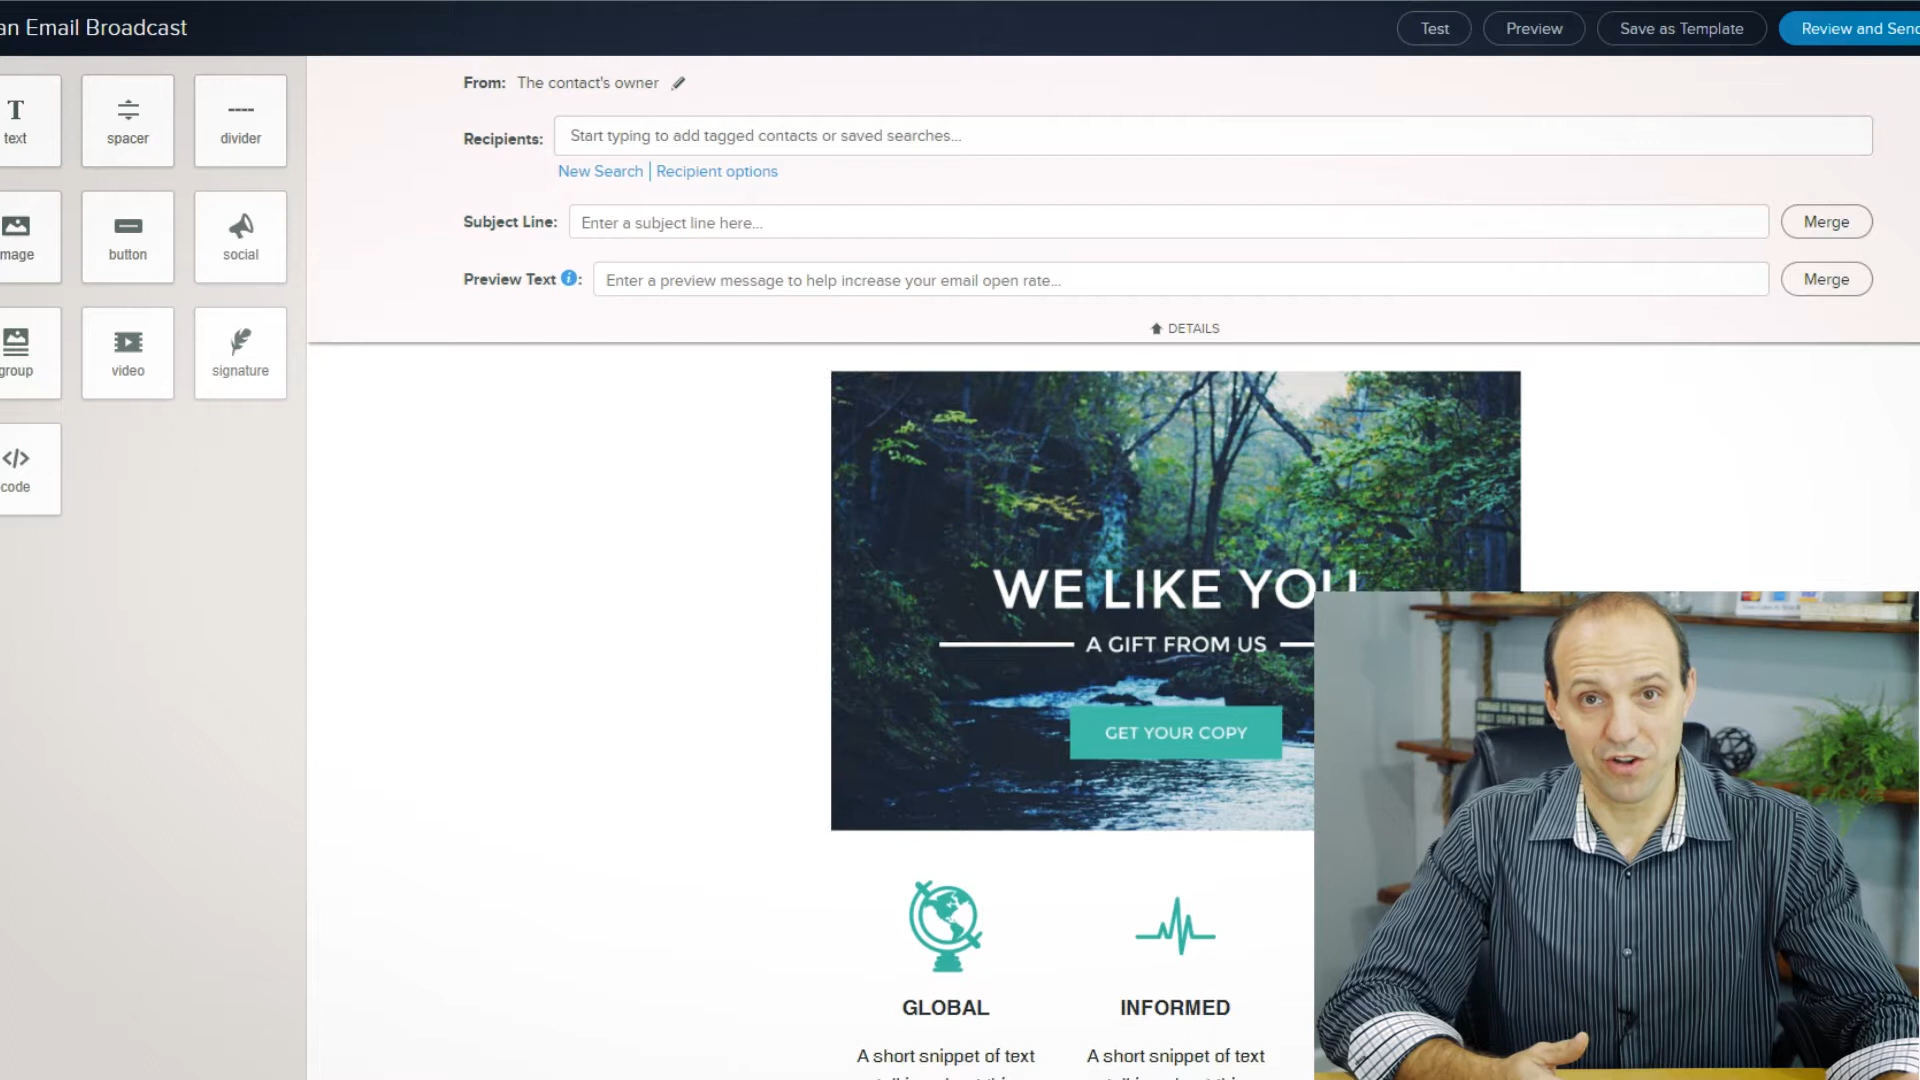 an Email Broadcast
Test
Preview
Save as Template
Review and Send
From: The contact's owner
Recipients: Start typing to add tagged contacts or saved searches...
New Search | Recipient options
Subject Line: Enter a subject line here...
Merge
Preview Text i: Enter a preview message to help increase your email open rate...
Merge
DETAILS
T
text
spacer
divider
mage
button
social
group
video
signature
</>
code
WE LIKE YOU
A GIFT FROM US
GET YOUR COPY
GLOBAL
INFORMED
A short snippet of text
A short snippet of text